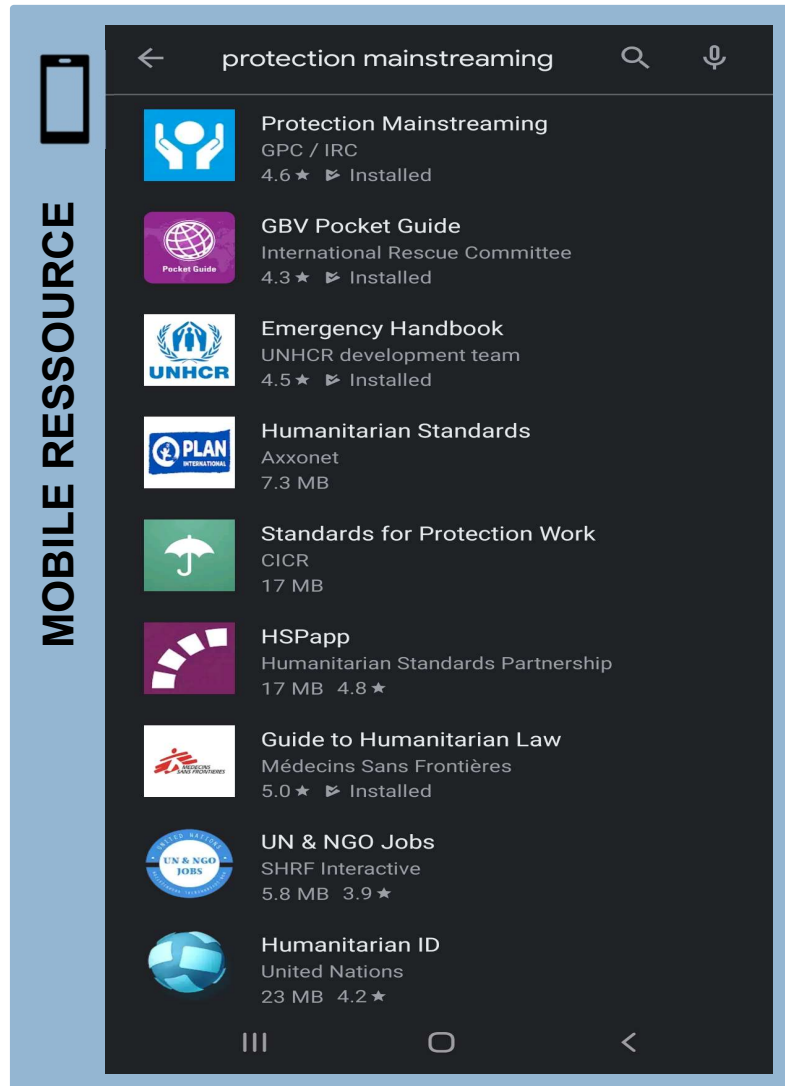 MOBILE RESSOURCE
protection mainstreaming
Protection Mainstreaming
GPC / IRC
4.6 ★ Installed
Pocket Guide
GBV Pocket Guide
International Rescue Committee
4.3 ★ Installed
UNHCR
Emergency Handbook
UNHCR development team
4.5 ★ Installed
PLAN
INTERNATIONAL
Humanitarian Standards
Axxonet
7.3 MB
Standards for Protection Work
CICR
17 MB
HSPapp
Humanitarian Standards Partnership
17 MB 4.8 ★
MEDECINS
SANS FRONTIERES
Guide to Humanitarian Law
Médecins Sans Frontières
5.0 ★ Installed
UNITED NATIONS
UN & NGO
JOBS
UN & NGO Jobs
SHRF Interactive
5.8 MB 3.9 ★
Humanitarian ID
United Nations
23 MB 4.2 ★